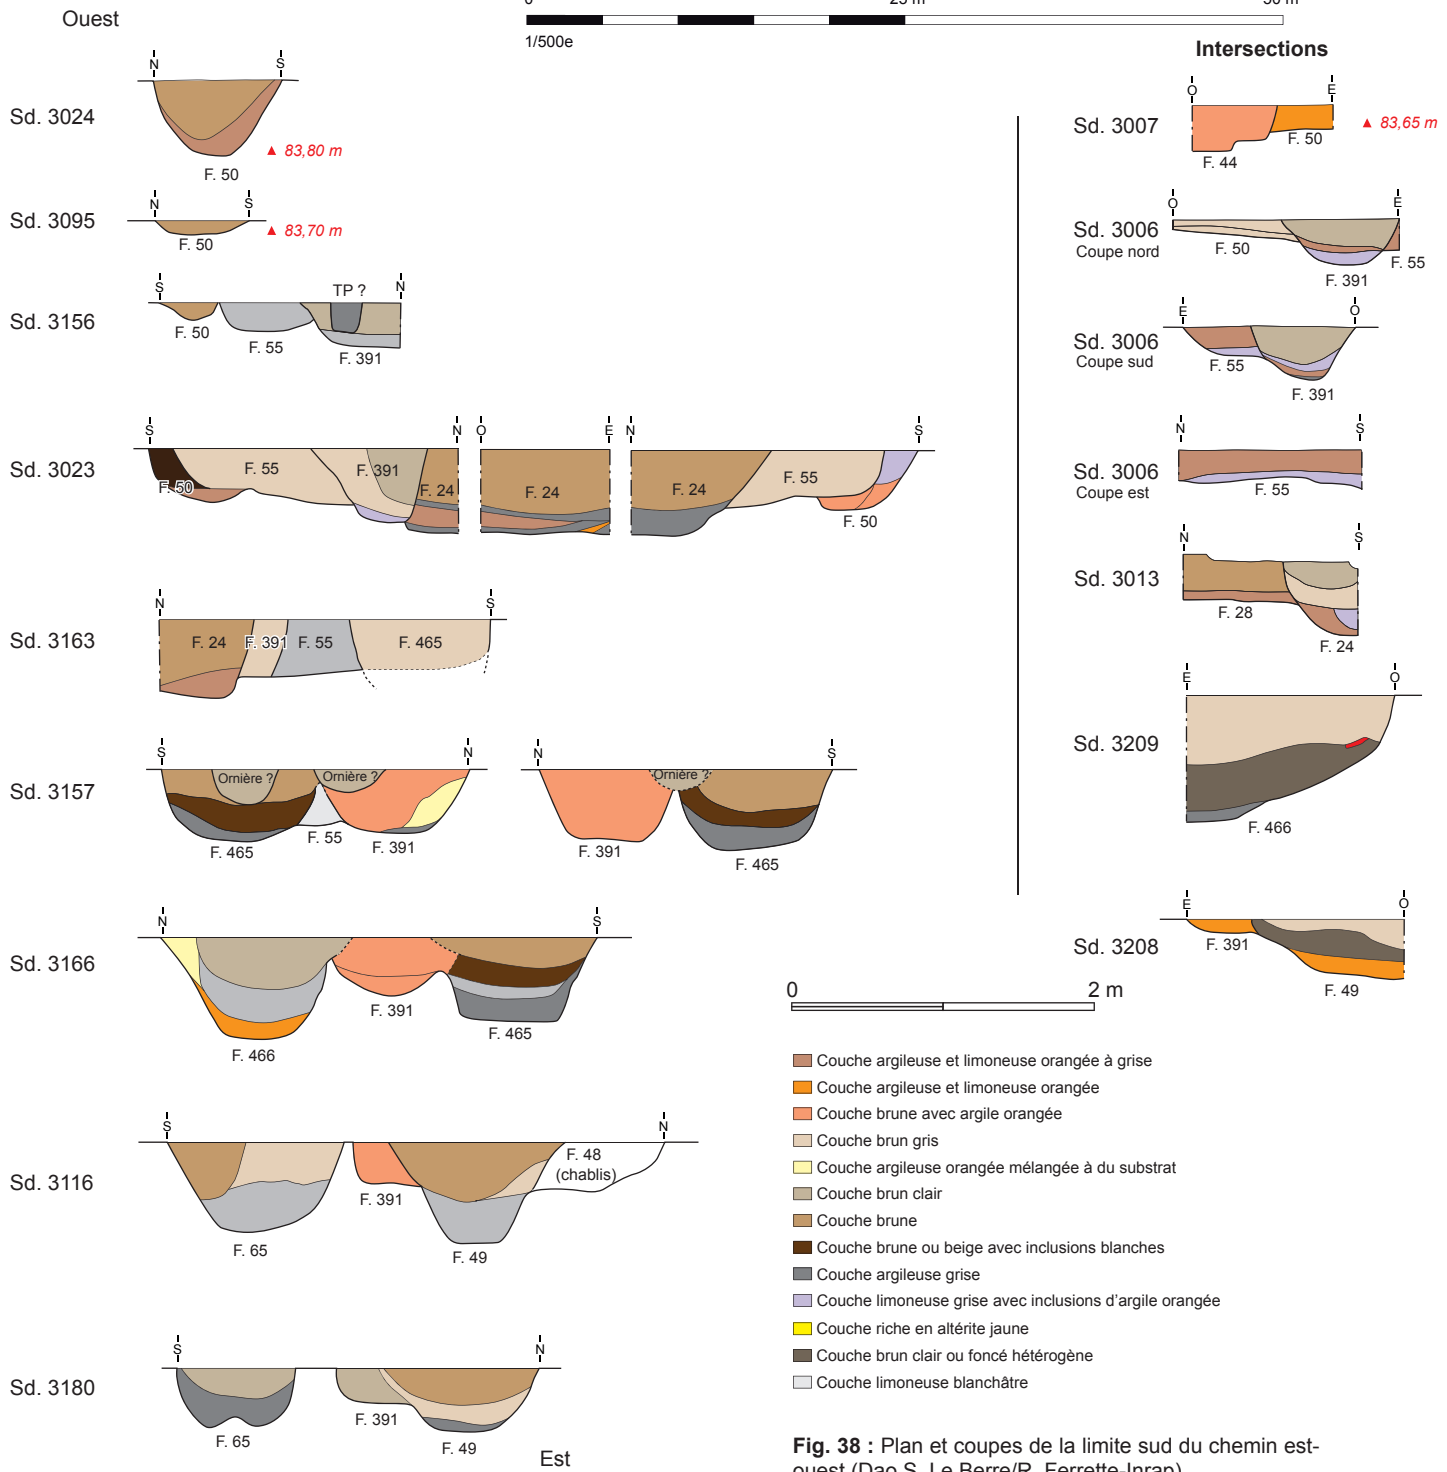 0 25 m 50 m
Ouest
1/500e
Intersections
N S
Sd. 3024
F. 50
▲ 83,80 m
N S
Sd. 3095
F. 50
▲ 83,70 m
S TP ? N
Sd. 3156
F. 50 F. 55 F. 391
S N O E N S
Sd. 3023
F. 50 F. 55 F. 391 F. 24 F. 24 F. 24 F. 55 F. 50
N S
Sd. 3163
F. 24 F. 391 F. 55 F. 465
S N N S
Sd. 3157
Ornière ? Ornière ? Ornière ?
F. 465 F. 55 F. 391 F. 391 F. 465
N S
Sd. 3166
F. 466 F. 391 F. 465
S N
Sd. 3116
F. 65 F. 391 F. 49 F. 48
(chablis)
S N
Sd. 3180
F. 65 F. 391 F. 49
Est
O E
Sd. 3007
F. 44 F. 50
▲ 83,65 m
O E
Sd. 3006
Coupe nord
F. 50 F. 391 F. 55
E O
Sd. 3006
Coupe sud
F. 55 F. 391
N S
Sd. 3006
Coupe est
F. 55
N S
Sd. 3013
F. 28 F. 24
E O
Sd. 3209
F. 466
E O
Sd. 3208
F. 391 F. 49
0 2 m
Couche argileuse et limoneuse orangée à grise
Couche argileuse et limoneuse orangée
Couche brune avec argile orangée
Couche brun gris
Couche argileuse orangée mélangée à du substrat
Couche brun clair
Couche brune
Couche brune ou beige avec inclusions blanches
Couche argileuse grise
Couche limoneuse grise avec inclusions d'argile orangée
Couche riche en altérite jaune
Couche brun clair ou foncé hétérogène
Couche limoneuse blanchâtre
Fig. 38 : Plan et coupes de la limite sud du chemin est-
ouest (Dao S. Le Berre/R. Ferrette-Inrap)